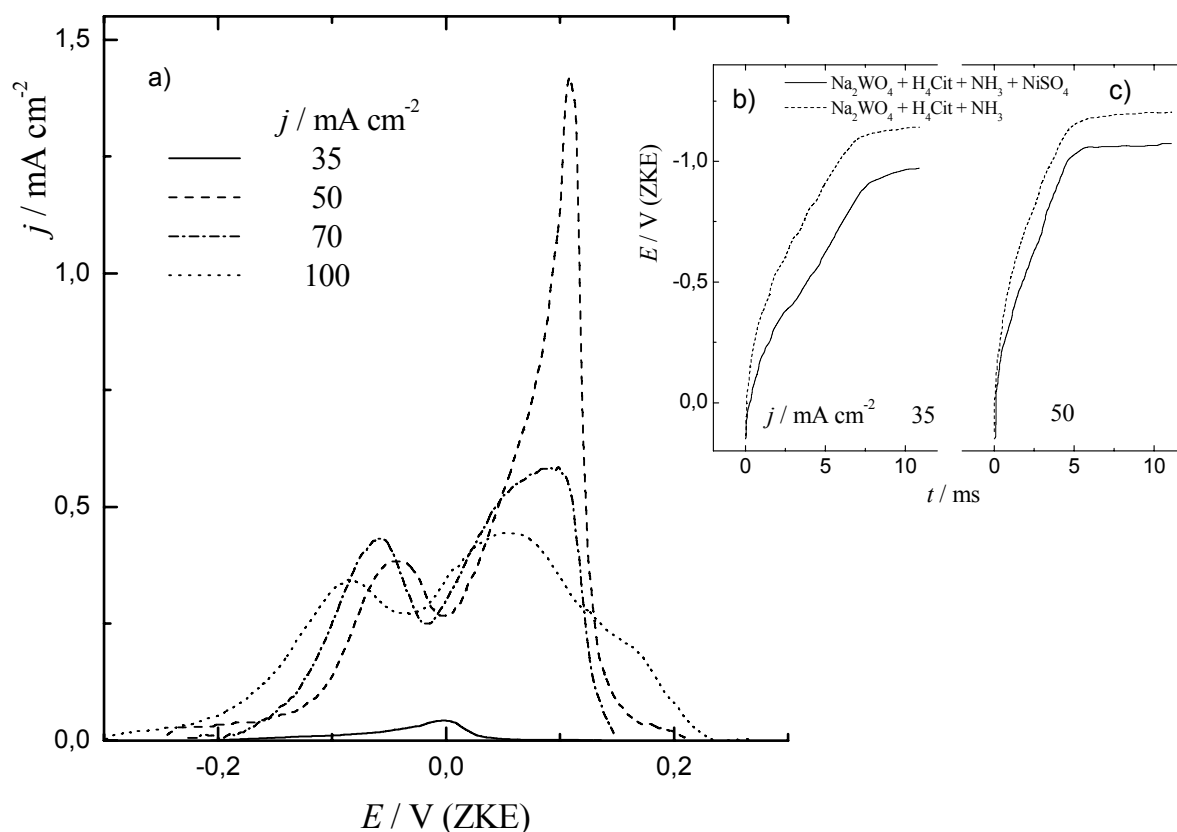 a)
j / mA cm⁻²
35
50
70
100
1,5
1,0
0,5
0,0
j / mA cm⁻²
-0,2 0,0 0,2
E / V (ZKE)
b)
Na₂WO₄ + H₄Cit + NH₃ + NiSO₄
Na₂WO₄ + H₄Cit + NH₃
c)
-1,0
-0,5
0,0
E / V (ZKE)
j / mA cm⁻² 35 50
0 5 10 0 5 10
t / ms